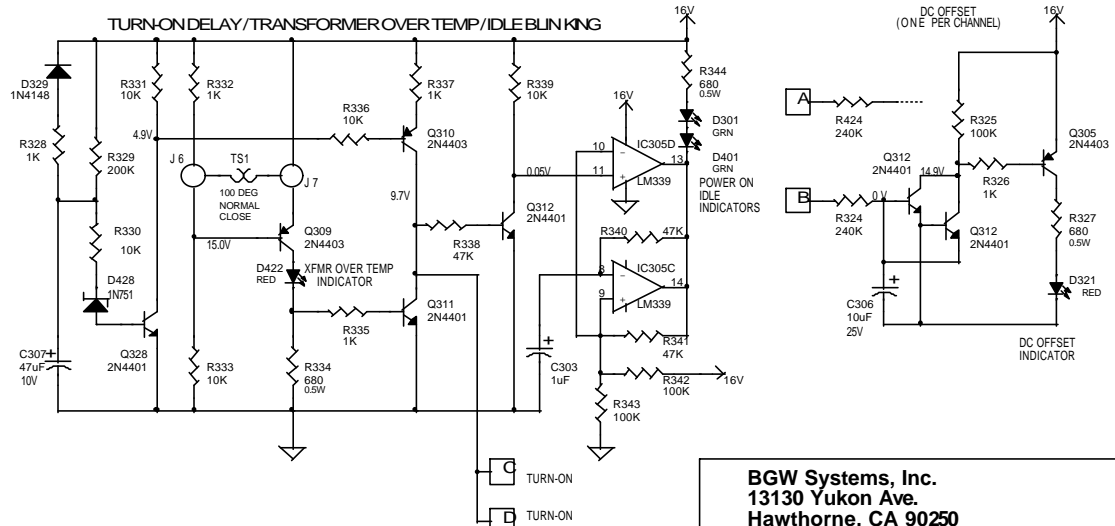 TURN-ON DELAY/TRANSFORMER OVER TEMP/IDLE BLINKING
16V
DC OFFSET
(ONE PER CHANNEL)
16V
D329
1N4148
R331
10K
R332
1K
R337
1K
R339
10K
R344
680
0.5W
R336
10K
16V
D301
GRN
A
R424
240K
R325
100K
Q305
2N4403
4.9V
Q310
2N4403
IC305D
10
11
13
LM339
D401
GRN
POWER ON
IDLE
INDICATORS
R328
1K
R329
200K
J6
TS1
J7
100 DEG
NORMAL
CLOSE
9.7V
0.05V
Q312
2N4401
Q312
2N4401
14.9V
R326
1K
B
R324
240K
0V
R330
10K
15.0V
Q309
2N4403
R338
47K
R340
47K
Q312
2N4401
R327
680
0.5W
D428
1N751
D422
RED
XFMR OVER TEMP
INDICATOR
IC305C
8
9
14
LM339
C306
10uF
25V
D321
RED
Q311
2N4401
R335
1K
C307
47uF
10V
Q328
2N4401
R333
10K
R334
680
0.5W
C303
1uF
R341
47K
R342
100K
16V
R343
100K
DC OFFSET
INDICATOR
C
TURN-ON
D
TURN-ON
BGW Systems, Inc.
13130 Yukon Ave.
Hawthorne, CA 90250